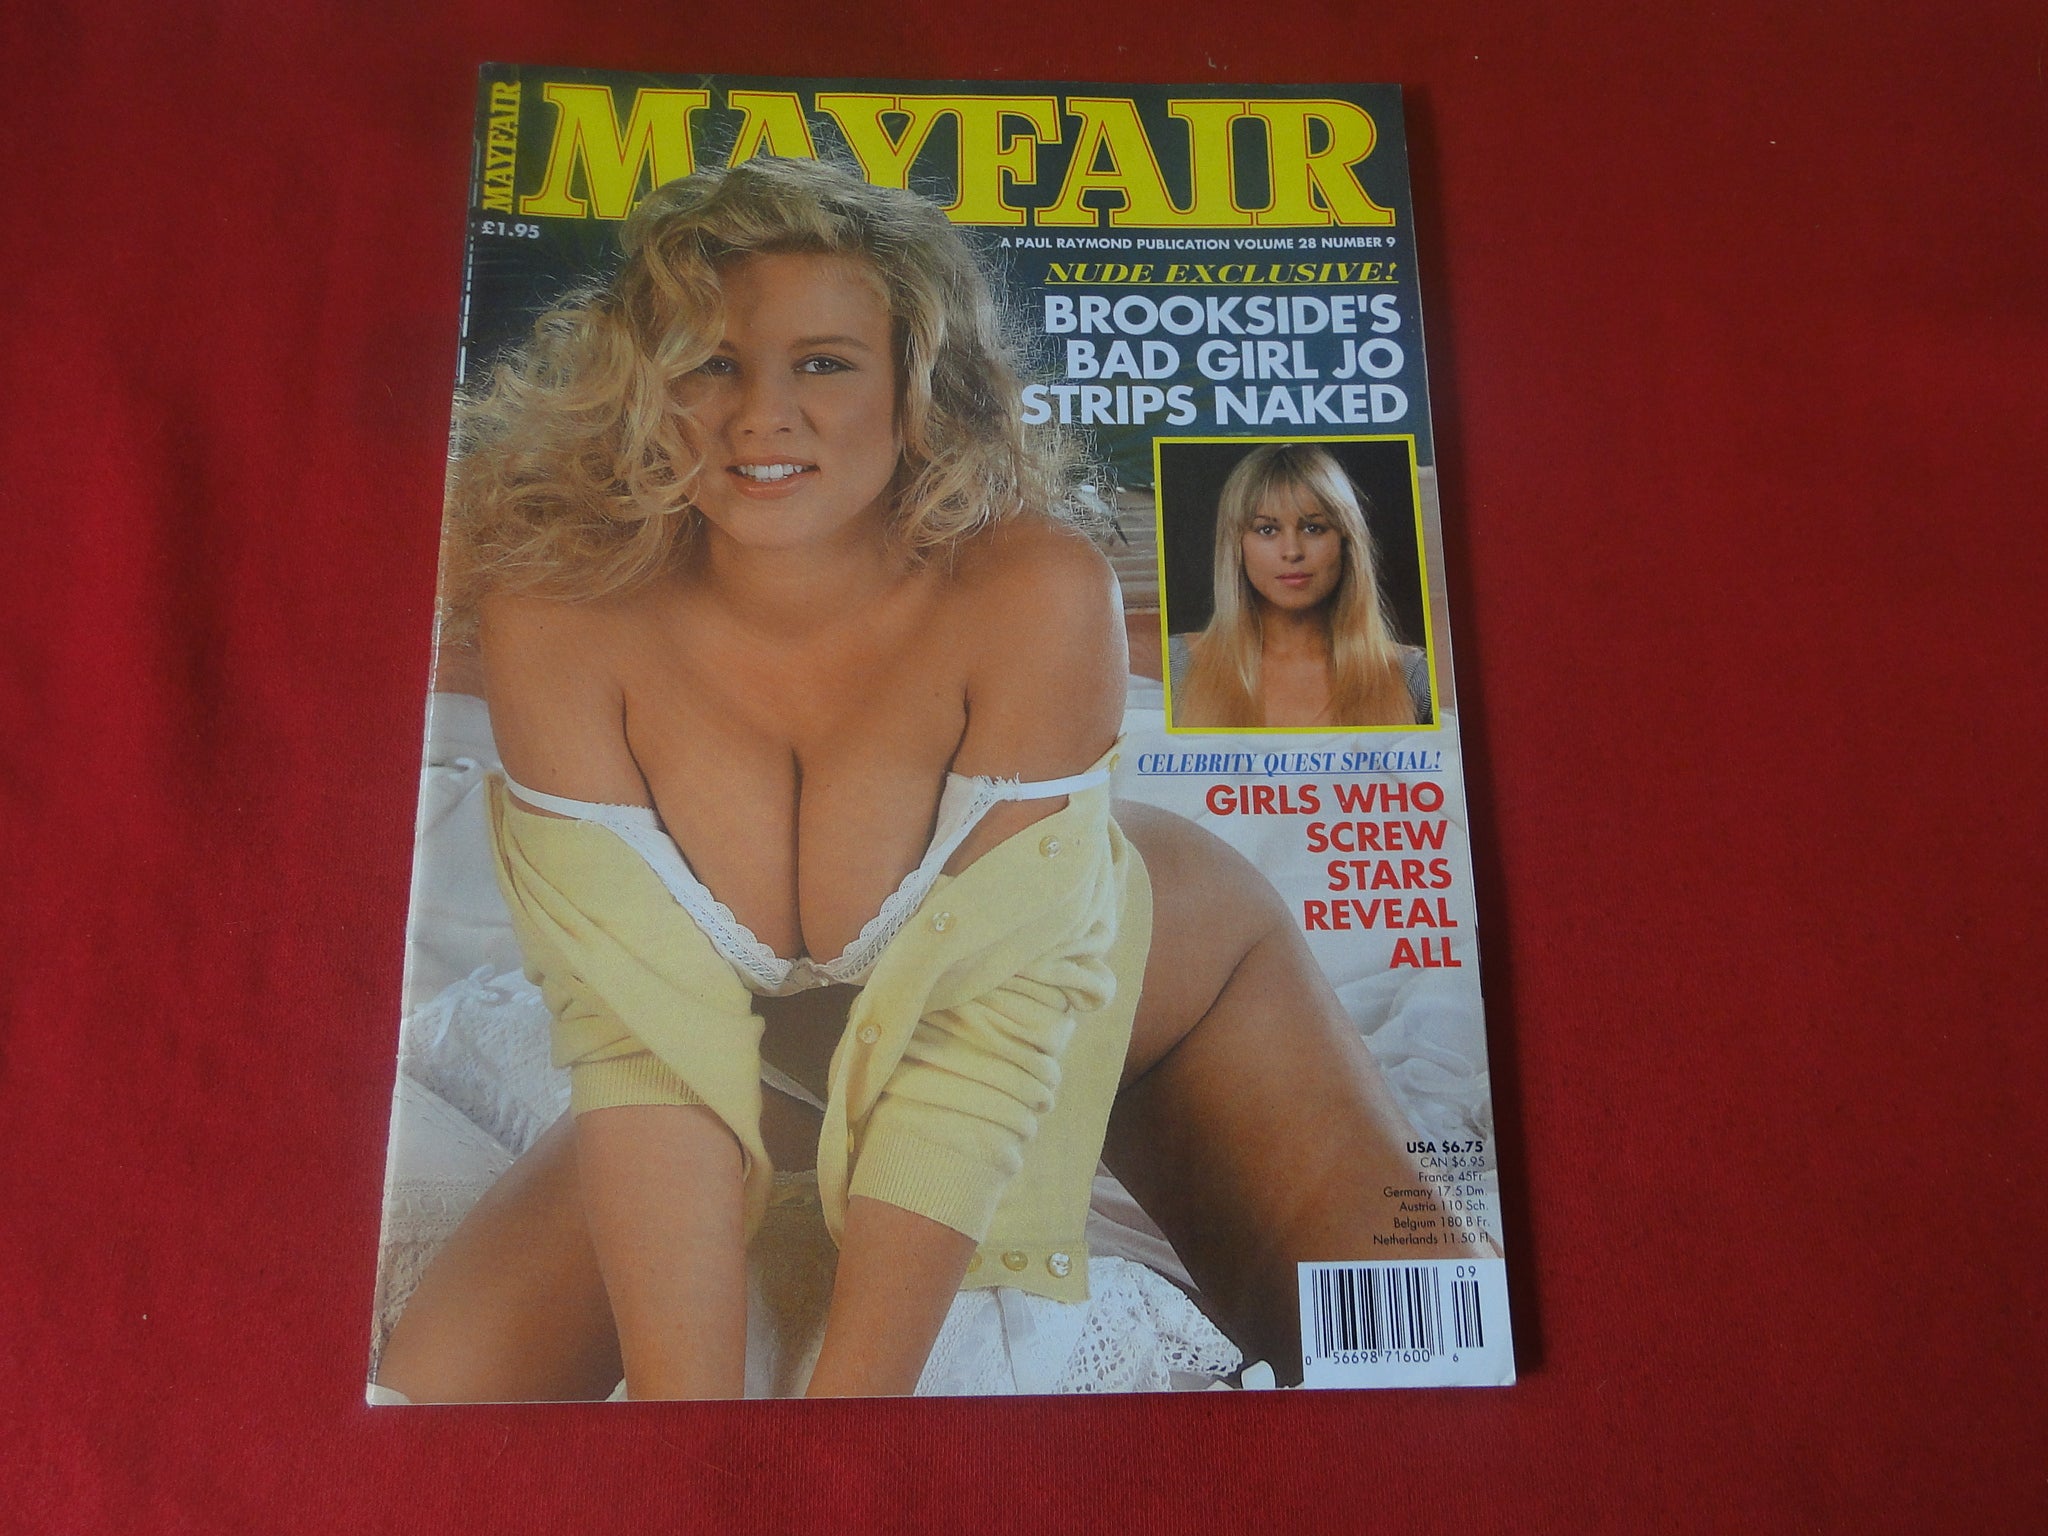 MAYFAIR
MAYFAIR
£1.95
A PAUL RAYMOND PUBLICATION VOLUME 28 NUMBER 9
NUDE EXCLUSIVE!
BROOKSIDE'S
BAD GIRL JO
STRIPS NAKED
CELEBRITY QUEST SPECIAL!
GIRLS WHO
SCREW
STARS
REVEAL
ALL
USA $6.75
CAN $6.95
France 45Fr.
Germany 17.5 Dm.
Austria 110 Sch.
Belgium 180 B Fr.
Netherlands 11.50 Fl.
09
0 56698 71600 6